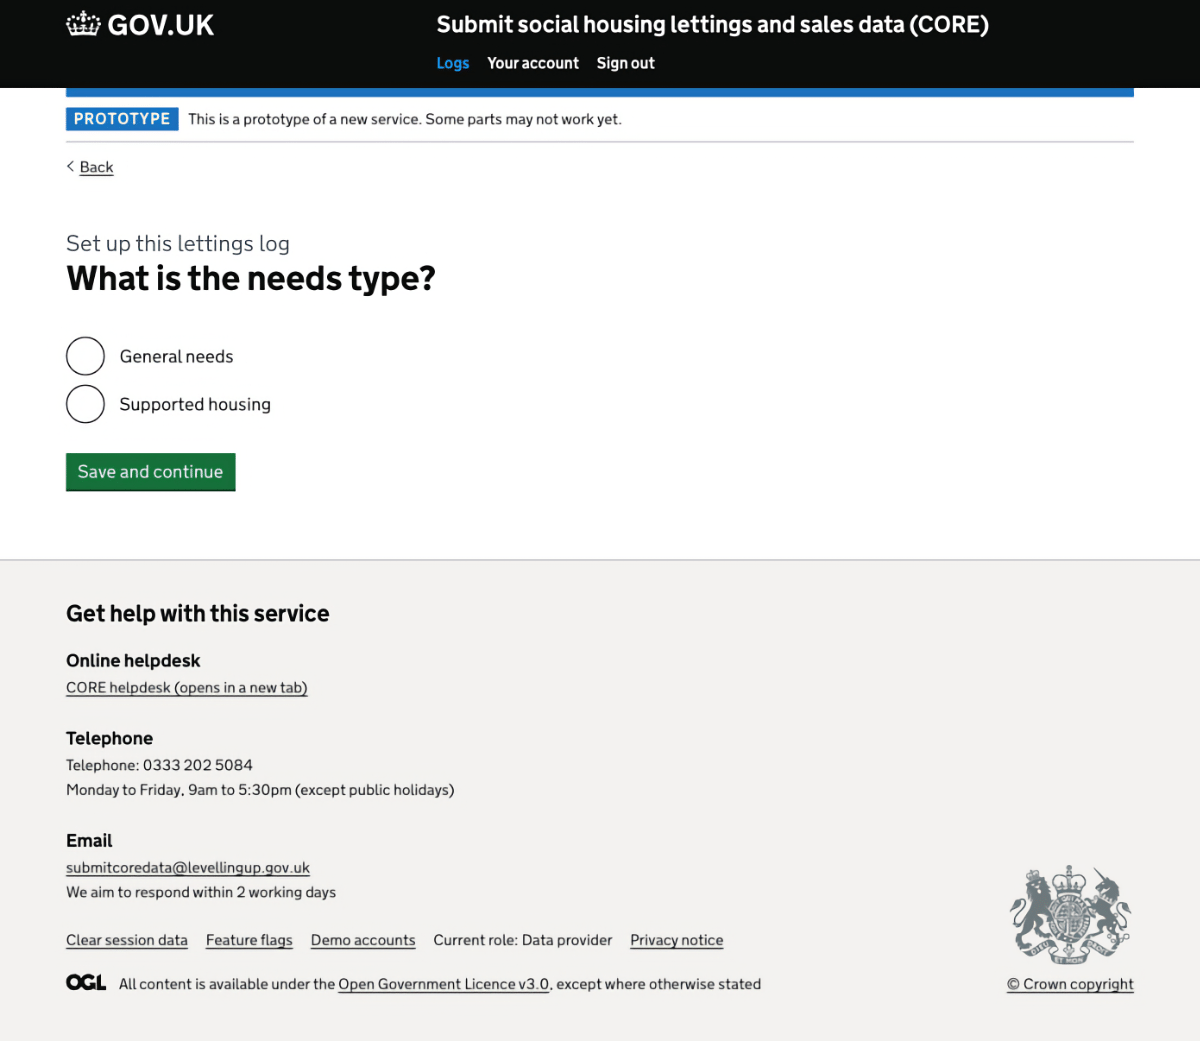 GOV.UK
Submit social housing lettings and sales data (CORE)
Logs Your account Sign out
PROTOTYPE This is a prototype of a new service. Some parts may not work yet.
Back
Set up this lettings log
What is the needs type?
General needs
Supported housing
Save and continue
Get help with this service
Online helpdesk
CORE helpdesk (opens in a new tab)
Telephone
Telephone: 0333 202 5084
Monday to Friday, 9am to 5:30pm (except public holidays)
Email
submitcoredata@levellingup.gov.uk
We aim to respond within 2 working days
Clear session data Feature flags Demo accounts Current role: Data provider Privacy notice
OGL All content is available under the Open Government Licence v3.0, except where otherwise stated
© Crown copyright